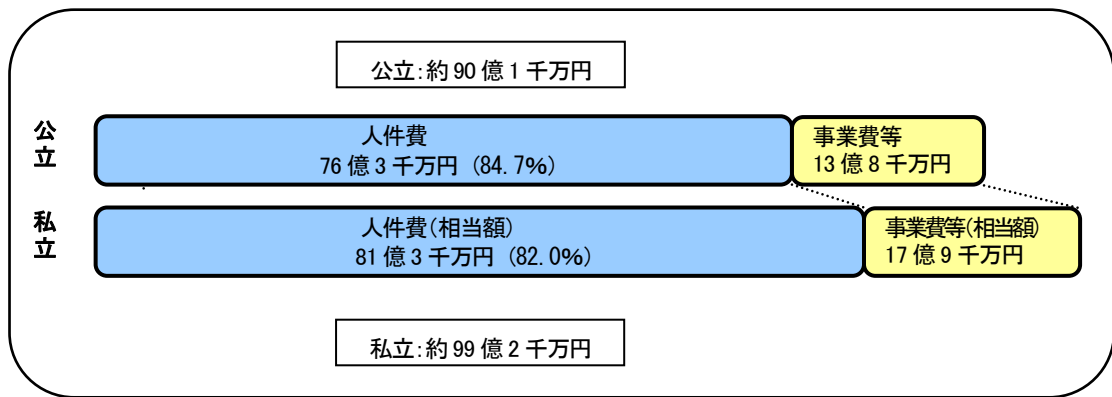 公立:約90億1千万円
公立
人件費
76億3千万円（84.7%）
事業費等
13億8千万円
私立
人件費(相当額)
81億3千万円（82.0%）
事業費等(相当額)
17億9千万円
私立:約99億2千万円